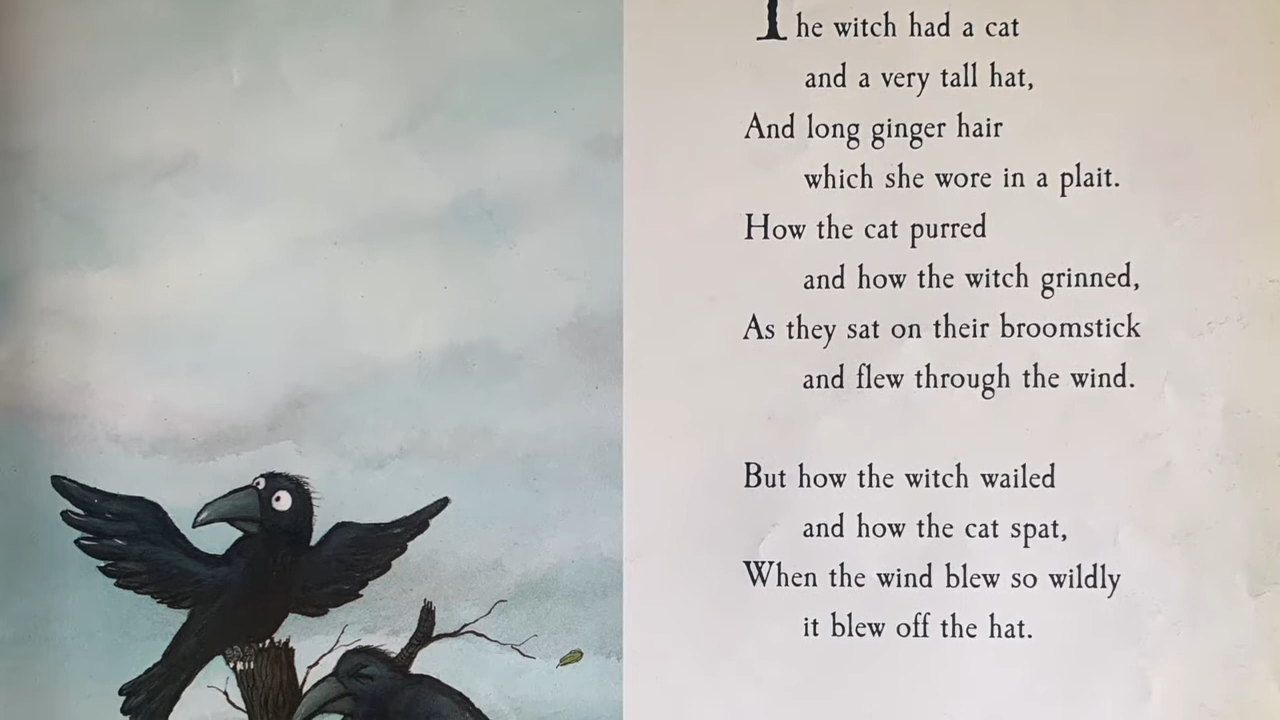 The witch had a cat
and a very tall hat,
And long ginger hair
which she wore in a plait.
How the cat purred
and how the witch grinned,
As they sat on their broomstick
and flew through the wind.
But how the witch wailed
and how the cat spat,
When the wind blew so wildly
it blew off the hat.